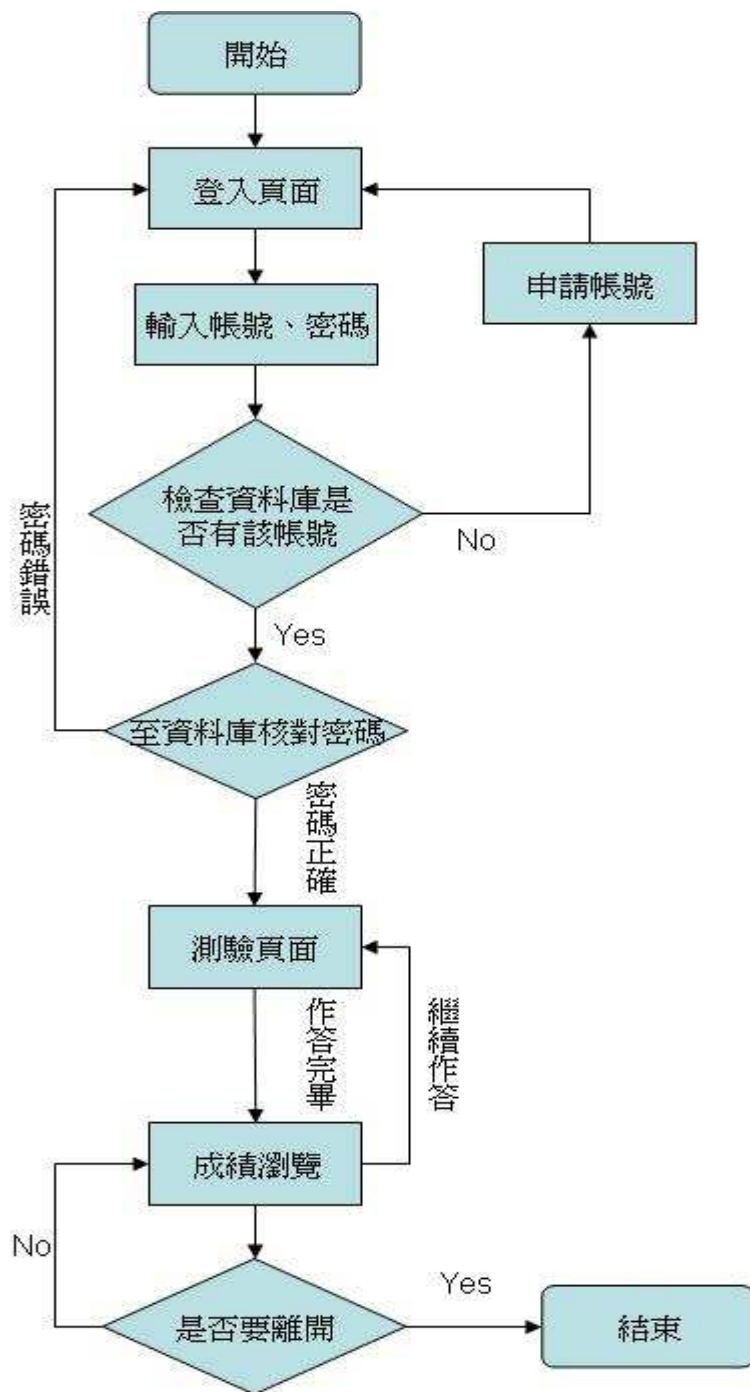 開始
登入頁面
申請帳號
輸入帳號、密碼
檢查資料庫是
否有該帳號
No
密碼錯誤
Yes
至資料庫核對密碼
密碼正確
測驗頁面
作答完畢
繼續作答
成績瀏覽
No
是否要離開
Yes
結束